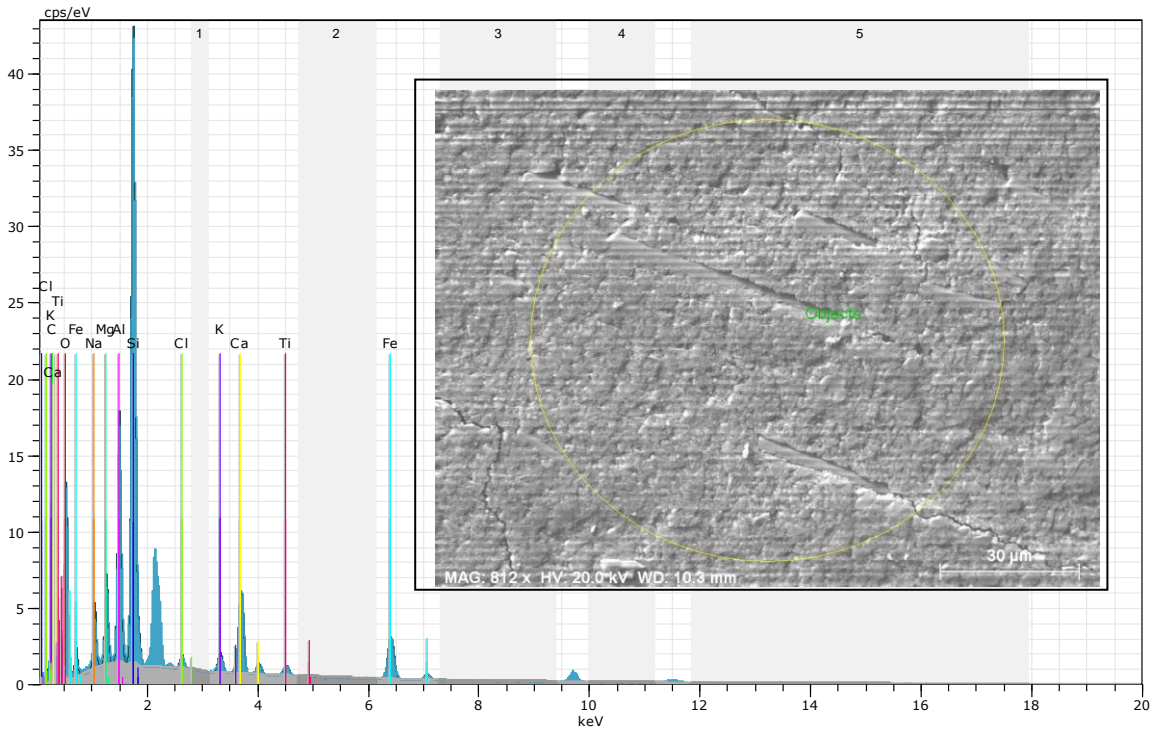 cps/eV
1 2 3 4 5
40
35
30
25
20
15
10
5
0
Cl
Ti
K
C Fe MgAl
O Na Si Cl K Ca Ti Fe
Ca
Objects
30 µm
MAG: 812 x HV: 20.0 kV WD: 10.3 mm
2 4 6 8 10 12 14 16 18 20
keV